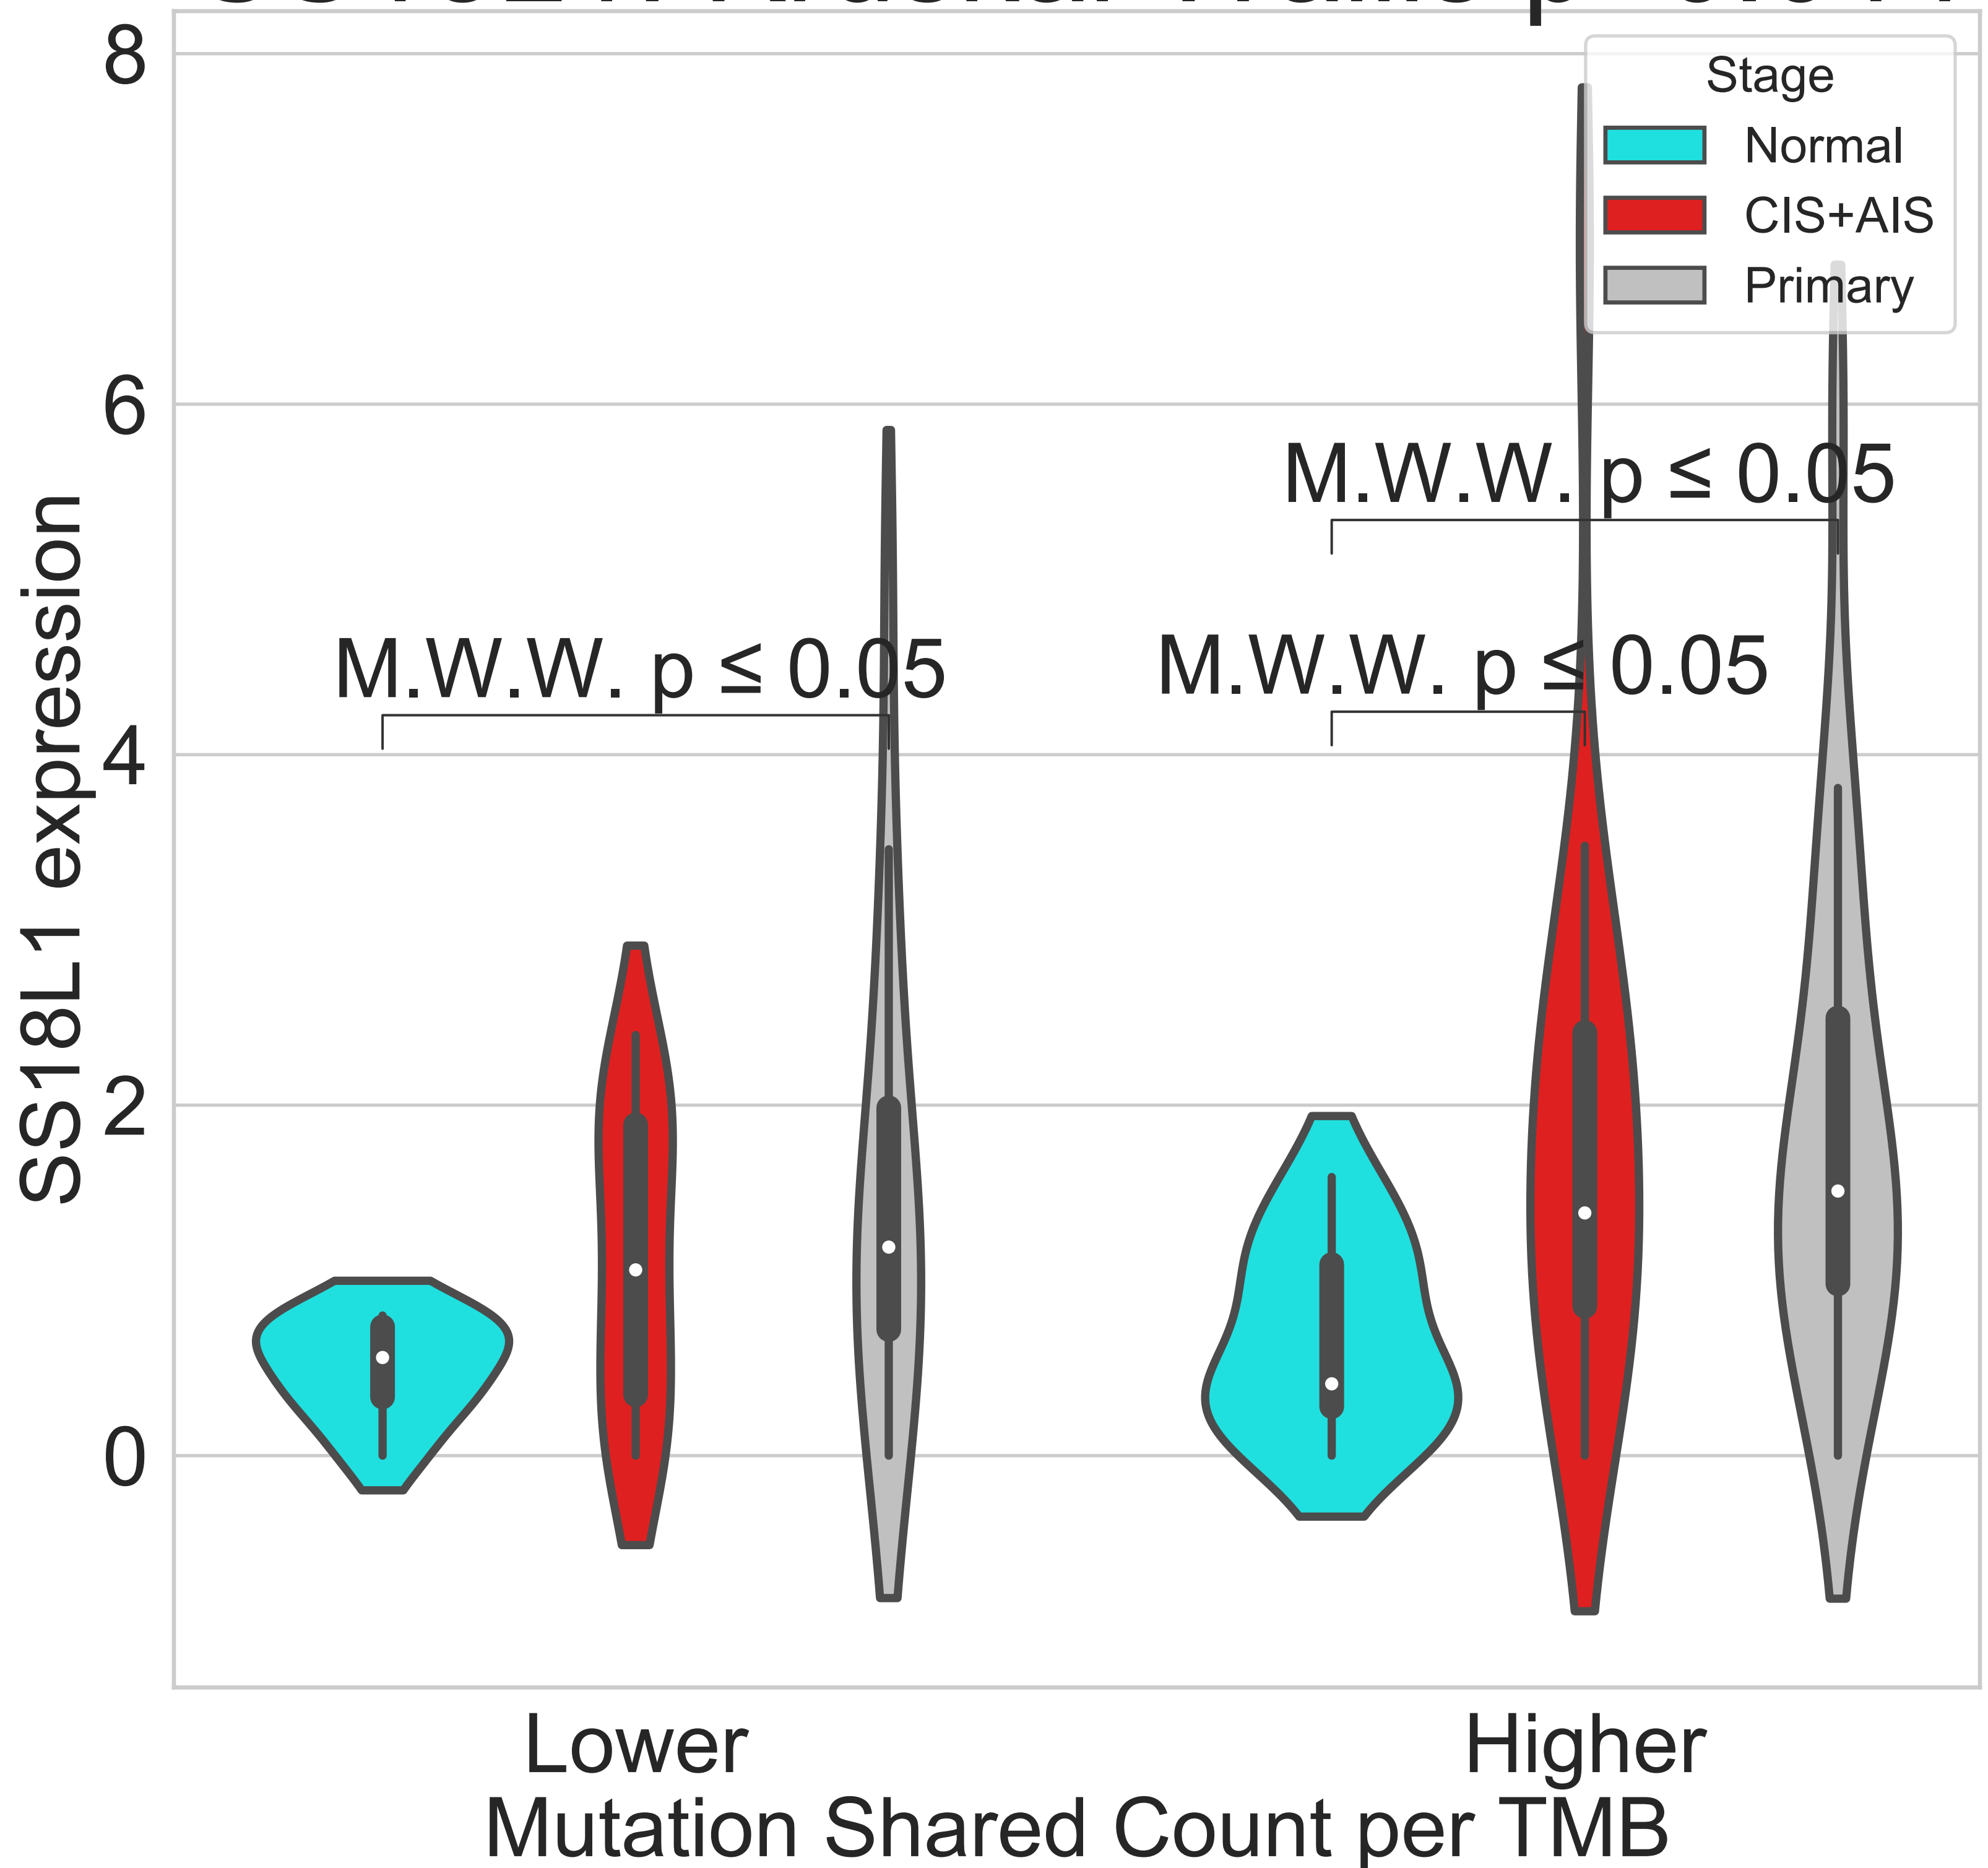 8
6
4
2
0
SS18L1 expression
Stage
Normal
CIS+AIS
Primary
M.W.W. p ≤ 0.05
M.W.W. p ≤ 0.05
M.W.W. p ≤ 0.05
Lower
Higher
Mutation Shared Count per TMB